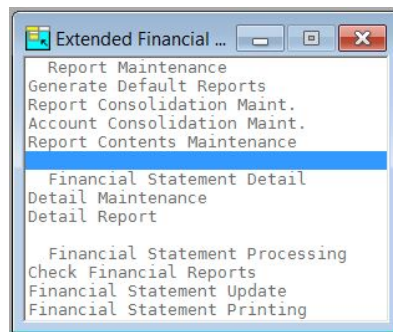 Extended Financial ...
Report Maintenance
Generate Default Reports
Report Consolidation Maint.
Account Consolidation Maint.
Report Contents Maintenance
Financial Statement Detail
Detail Maintenance
Detail Report
Financial Statement Processing
Check Financial Reports
Financial Statement Update
Financial Statement Printing